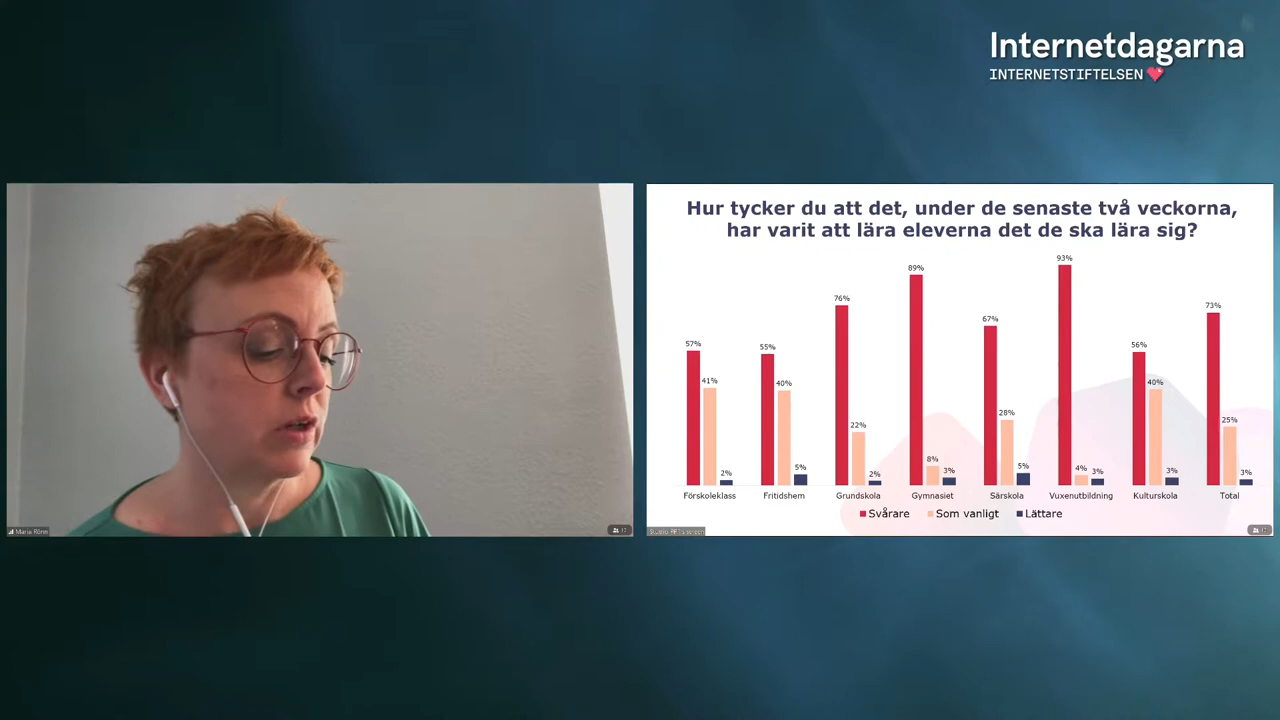 Internetdagarna
INTERNETSTIFTELSEN
Hur tycker du att det, under de senaste två veckorna,
har varit att lära eleverna det de ska lära sig?
57% 41% 2%
55% 40% 5%
76% 22% 2%
89% 8% 3%
67% 28% 5%
93% 4% 3%
56% 40% 3%
73% 25% 3%
Förskoleklass Fritidshem Grundskola Gymnasiet Särskola Vuxenutbildning Kulturskola Total
Svårare Som vanligt Lättare
Maria Rönn